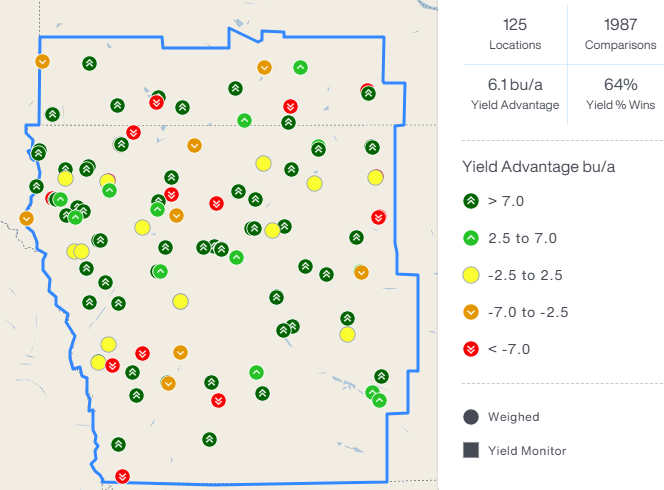 125
Locations
1987
Comparisons
6.1 bu/a
Yield Advantage
64%
Yield % Wins
Yield Advantage bu/a
> 7.0
2.5 to 7.0
-2.5 to 2.5
-7.0 to -2.5
< -7.0
Weighed
Yield Monitor